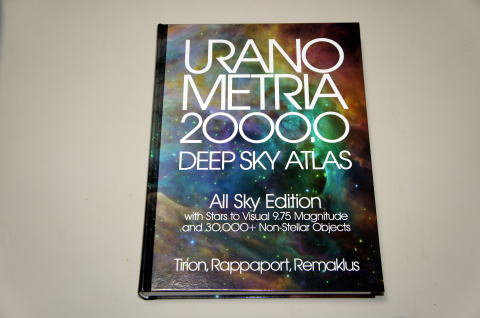 URANO
METRIA
2000.0
DEEP SKY ATLAS
All Sky Edition
with Stars to Visual 9.75 Magnitude
and 30,000+ Non-Stellar Objects
Tirion, Rappaport, Remaklus